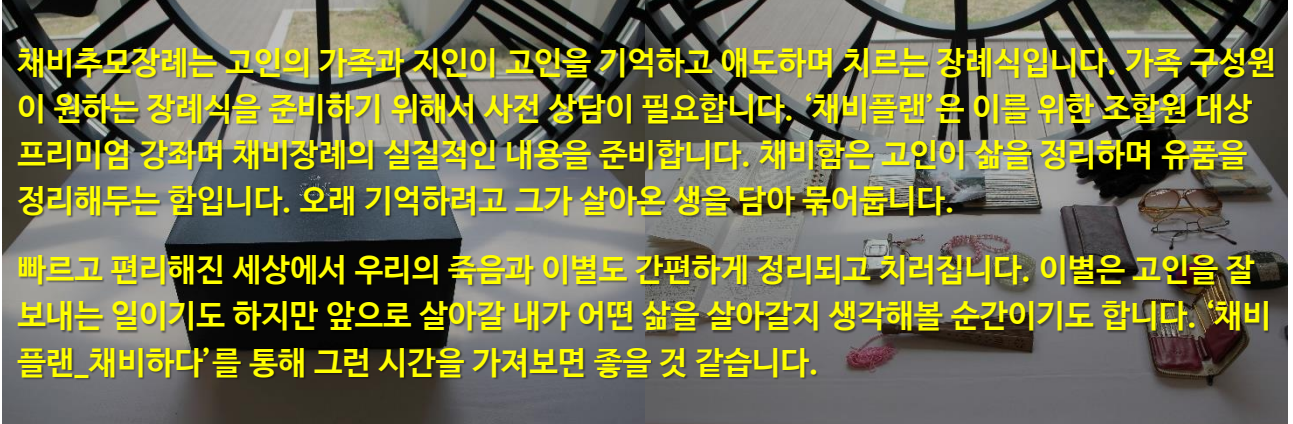 채비추모장례는 고인의 가족과 지인이 고인을 기억하고 애도하며 치르는 장례식입니다. 가족 구성원
이 원하는 장례식을 준비하기 위해서 사전 상담이 필요합니다. ‘채비플랜’은 이를 위한 조합원 대상
프리미엄 강좌며 채비장례의 실질적인 내용을 준비합니다. 채비함은 고인이 삶을 정리하며 유품을
정리해두는 함입니다. 오래 기억하려고 그가 살아온 생을 담아 묶어둡니다.
빠르고 편리해진 세상에서 우리의 죽음과 이별도 간편하게 정리되고 치러집니다. 이별은 고인을 잘
보내는 일이기도 하지만 앞으로 살아갈 내가 어떤 삶을 살아갈지 생각해볼 순간이기도 합니다. ‘채비
플랜_채비하다’를 통해 그런 시간을 가져보면 좋을 것 같습니다.